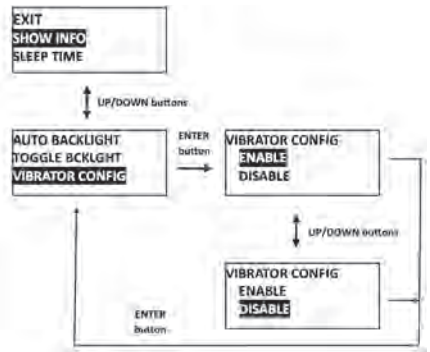 EXIT
SHOW INFO
SLEEP TIME
UP/DOWN buttons
AUTO BACKLIGHT
TOGGLE BCKLGHT
VIBRATOR CONFIG
ENTER
button
VIBRATOR CONFIG
ENABLE
DISABLE
UP/DOWN buttons
VIBRATOR CONFIG
ENABLE
DISABLE
ENTER
button